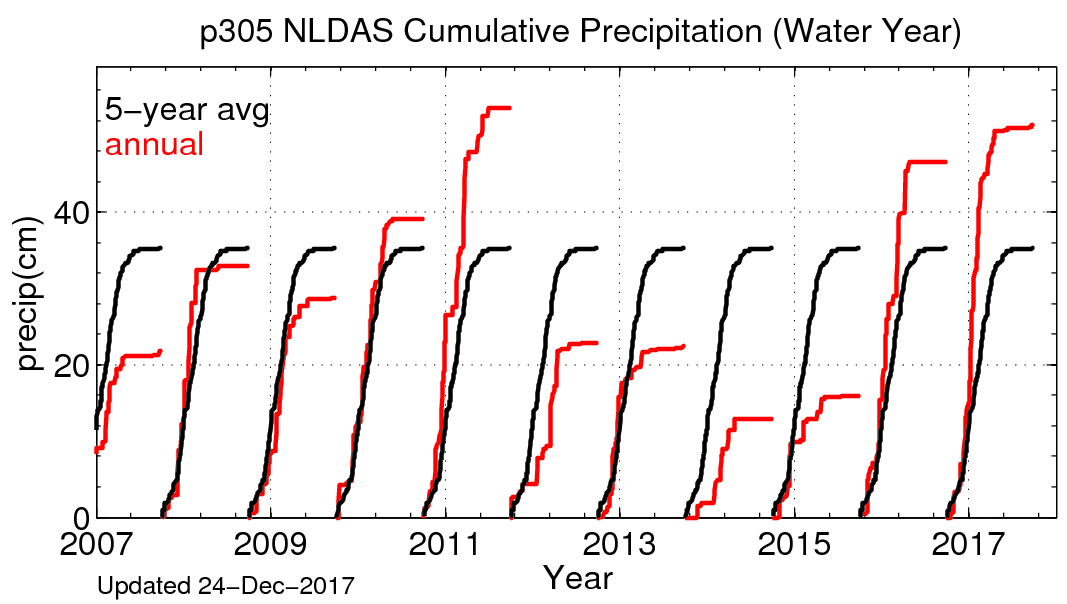 p305 NLDAS Cumulative Precipitation (Water Year)
5−year avg
annual
precip(cm)
40
20
0
2007 2009 2011 2013 2015 2017
Year
Updated 24−Dec−2017